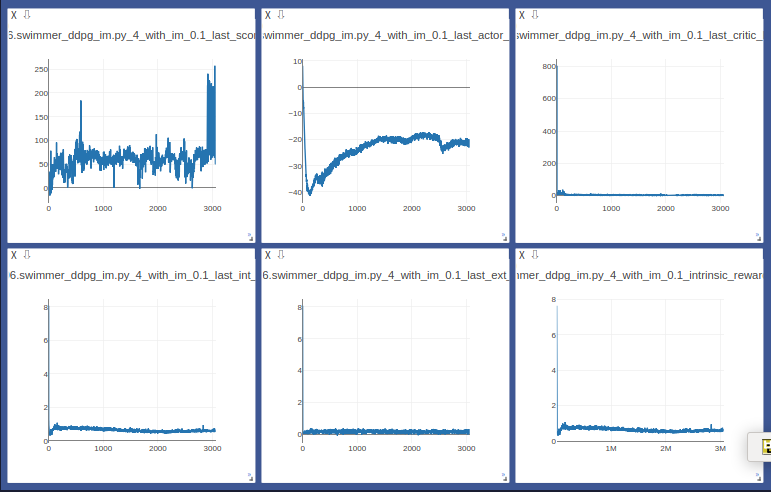 X
6.swimmer_ddpg_im.py_4_with_im_0.1_last_scor
250
200
150
100
50
0
0 1000 2000 3000
X
swimmer_ddpg_im.py_4_with_im_0.1_last_actor_
10
0
−10
−20
−30
−40
0 1000 2000 3000
X
swimmer_ddpg_im.py_4_with_im_0.1_last_critic_l
800
600
400
200
0
0 1000 2000 3000
X
6.swimmer_ddpg_im.py_4_with_im_0.1_last_int_
8
6
4
2
0
0 1000 2000 3000
X
6.swimmer_ddpg_im.py_4_with_im_0.1_last_ext_
8
6
4
2
0
0 1000 2000 3000
X
mer_ddpg_im.py_4_with_im_0.1_intrinsic_reward
8
6
4
2
0
1M 2M 3M